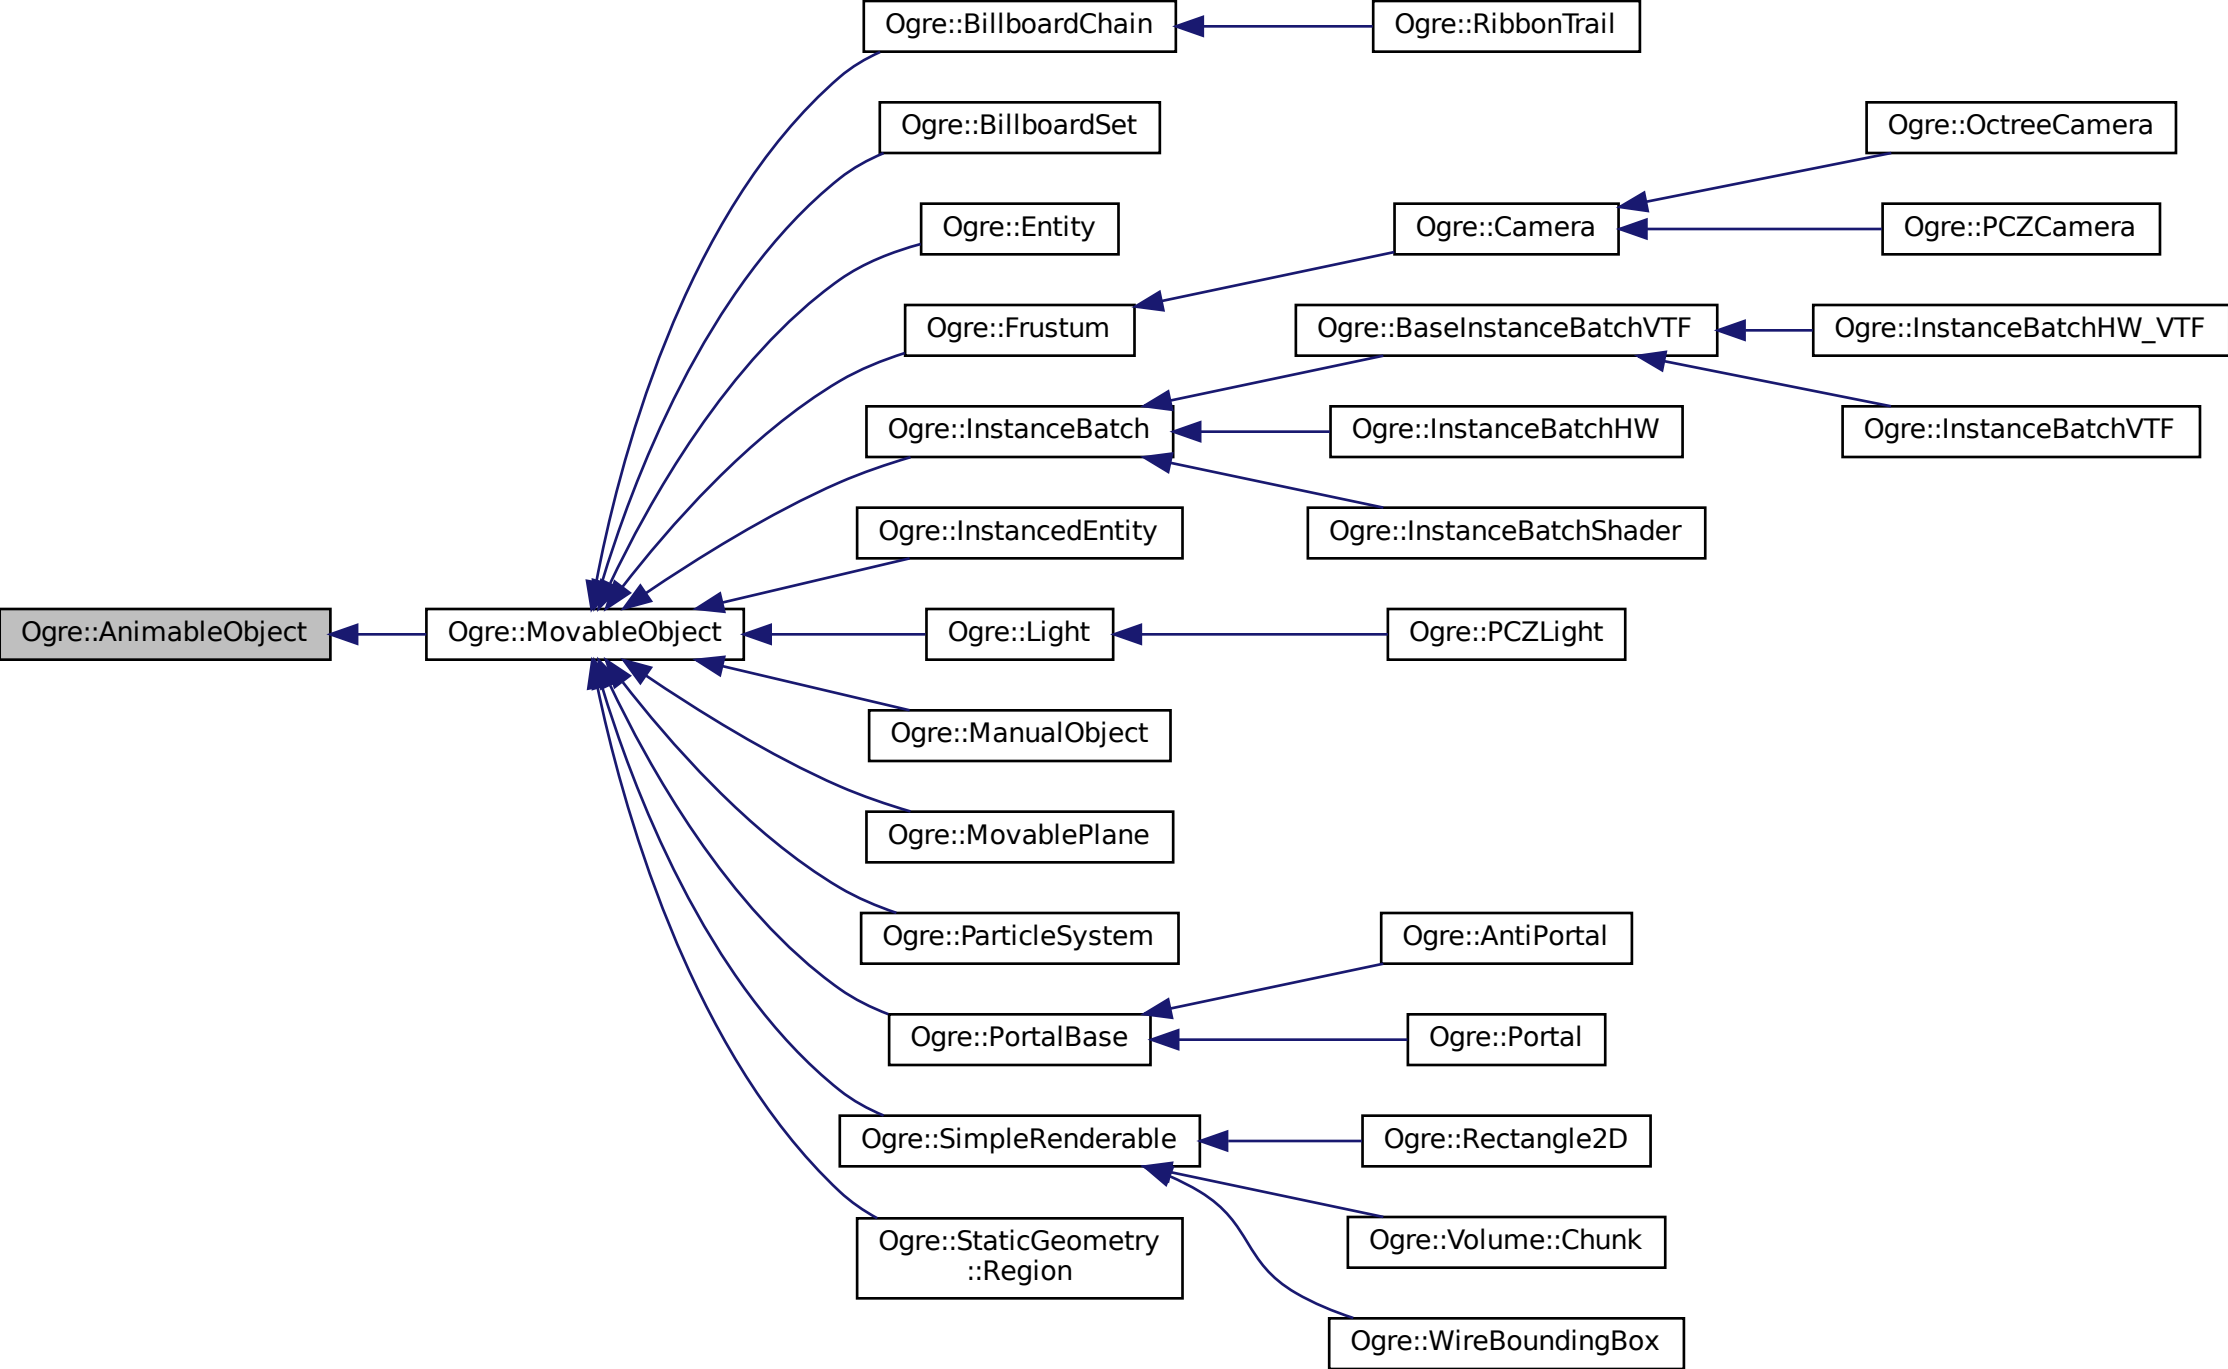 Ogre::BillboardChain
Ogre::RibbonTrail
Ogre::BillboardSet
Ogre::OctreeCamera
Ogre::Entity
Ogre::Camera
Ogre::PCZCamera
Ogre::Frustum
Ogre::BaseInstanceBatchVTF
Ogre::InstanceBatchHW_VTF
Ogre::InstanceBatch
Ogre::InstanceBatchHW
Ogre::InstanceBatchVTF
Ogre::InstancedEntity
Ogre::InstanceBatchShader
Ogre::AnimableObject
Ogre::MovableObject
Ogre::Light
Ogre::PCZLight
Ogre::ManualObject
Ogre::MovablePlane
Ogre::ParticleSystem
Ogre::AntiPortal
Ogre::PortalBase
Ogre::Portal
Ogre::SimpleRenderable
Ogre::Rectangle2D
Ogre::StaticGeometry
::Region
Ogre::Volume::Chunk
Ogre::WireBoundingBox